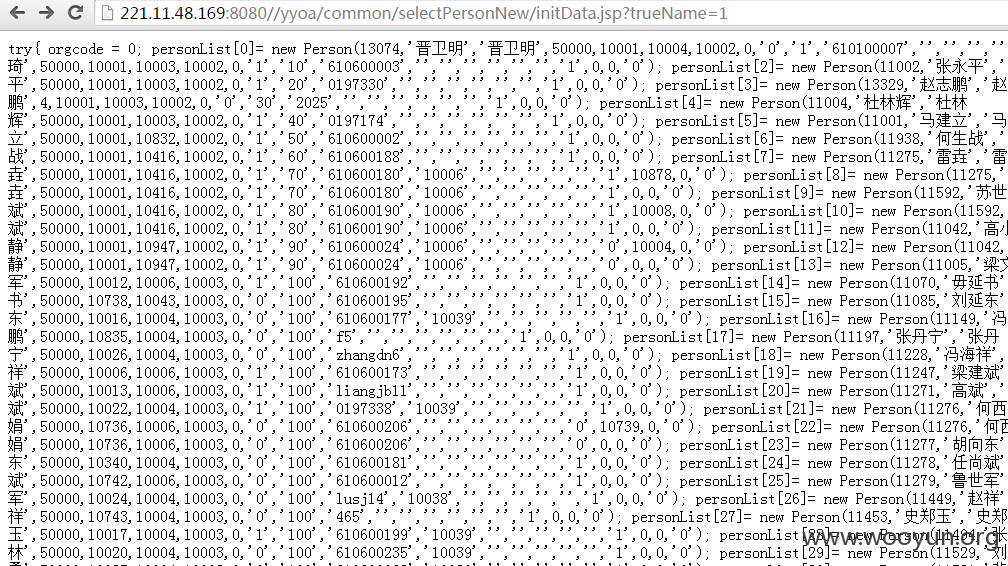 221.11.48.169:8080//yyoa/common/selectPersonNew/initData.jsp?trueName=1
try{ orgcode = 0; personList[0]= new Person(13074,'晋卫明','晋卫明',50000,10001,10004,10002,0,'0','1','610100007','','','','',
琦',50000,10001,10003,10002,0,'1','10','610600003','','','','','','','','1',0,0,'0'); personList[2]= new Person(11002,'张永平','
平',50000,10001,10003,10002,0,'1','20','0197330','','','','','','','','1',0,0,'0'); personList[3]= new Person(13329,'赵志鹏','赵
鹏',4,10001,10003,10002,0,'0','30','2025','','','','','','','','1',0,0,'0'); personList[4]= new Person(11004,'杜林辉','杜林
辉',50000,10001,10003,10002,0,'1','40','0197174','','','','','','','','1',0,0,'0'); personList[5]= new Person(11001,'马建立','马
立',50000,10001,10832,10002,0,'1','50','610600002','','','','','','','','1',0,0,'0'); personList[6]= new Person(11938,'何生战','
战',50000,10001,10416,10002,0,'1','60','610600188','','','','','','','','1',0,0,'0'); personList[7]= new Person(11275,'雷垚','雷
垚',50000,10001,10416,10002,0,'1','70','610600180','10006','','','','','','','1',10878,0,'0'); personList[8]= new Person(11275,
垚',50000,10001,10416,10002,0,'1','70','610600180','10006','','','','','','','1',0,0,'0'); personList[9]= new Person(11592,'苏世
斌',50000,10001,10416,10002,0,'1','80','610600190','10006','','','','','','','1',10008,0,'0'); personList[10]= new Person(11592,
斌',50000,10001,10416,10002,0,'1','80','610600190','10006','','','','','','','1',0,0,'0'); personList[11]= new Person(11042,'高小
静',50000,10001,10947,10002,0,'1','90','610600024','10006','','','','','','','0',10004,0,'0'); personList[12]= new Person(11042,
静',50000,10001,10947,10002,0,'1','90','610600024','10006','','','','','','','0',0,0,'0'); personList[13]= new Person(11005,'梁文
军',50000,10012,10006,10003,0,'1','100','610600192','','','','','','','','1',0,0,'0'); personList[14]= new Person(11070,'毋延书'
书',50000,10738,10043,10003,0,'0','100','610600195','','','','','','','','1',0,0,'0'); personList[15]= new Person(11085,'刘延东'
东',50000,10016,10004,10003,0,'0','100','610600177','10039','','','','','','','1',0,0,'0'); personList[16]= new Person(11149,'冯
鹏',50000,10835,10004,10003,0,'0','100','f5','','','','','','','','1',0,0,'0'); personList[17]= new Person(11197,'张丹宁','张丹
宁',50000,10026,10004,10003,0,'0','100','zhangdn6','','','','','','','','1',0,0,'0'); personList[18]= new Person(11228,'冯海祥'
祥',50000,10006,10006,10003,0,'1','100','610600173','','','','','','','','1',0,0,'0'); personList[19]= new Person(11247,'梁建斌'
斌',50000,10013,10006,10003,0,'1','100','liangjb11','','','','','','','','1',0,0,'0'); personList[20]= new Person(11271,'高斌','
斌',50000,10022,10004,10003,0,'1','100','0197338','10039','','','','','','','1',0,0,'0'); personList[21]= new Person(11276,'何西
娟',50000,10736,10006,10003,0,'0','100','610600206','','','','','','','','0',10739,0,'0'); personList[22]= new Person(11276,'何西
娟',50000,10736,10006,10003,0,'0','100','610600206','','','','','','','','0',0,0,'0'); personList[23]= new Person(11277,'胡向东
东',50000,10340,10004,10003,0,'0','100','610600181','','','','','','','','1',0,0,'0'); personList[24]= new Person(11278,'任尚斌
斌',50000,10742,10006,10003,0,'0','100','610600012','','','','','','','','1',0,0,'0'); personList[25]= new Person(11279,'鲁世军
军',50000,10024,10004,10003,0,'0','100','lusj14','10038','','','','','','','1',0,0,'0'); personList[26]= new Person(11449,'赵祥
祥',50000,10743,10004,10003,0,'0','100','465','','','','','','','','1',0,0,'0'); personList[27]= new Person(11453,'史郑玉','史郑
玉',50000,10017,10004,10003,0,'1','100','610600199','10039','','','','','','','1',0,0,'0'); personList[28]= new Person(11494,'张
林',50000,10020,10004,10003,0,'1','100','610600235','10039','','','','','','','1',0,0,'0'); personList[29]= new Person(11529,'刘
www.wooyun.org